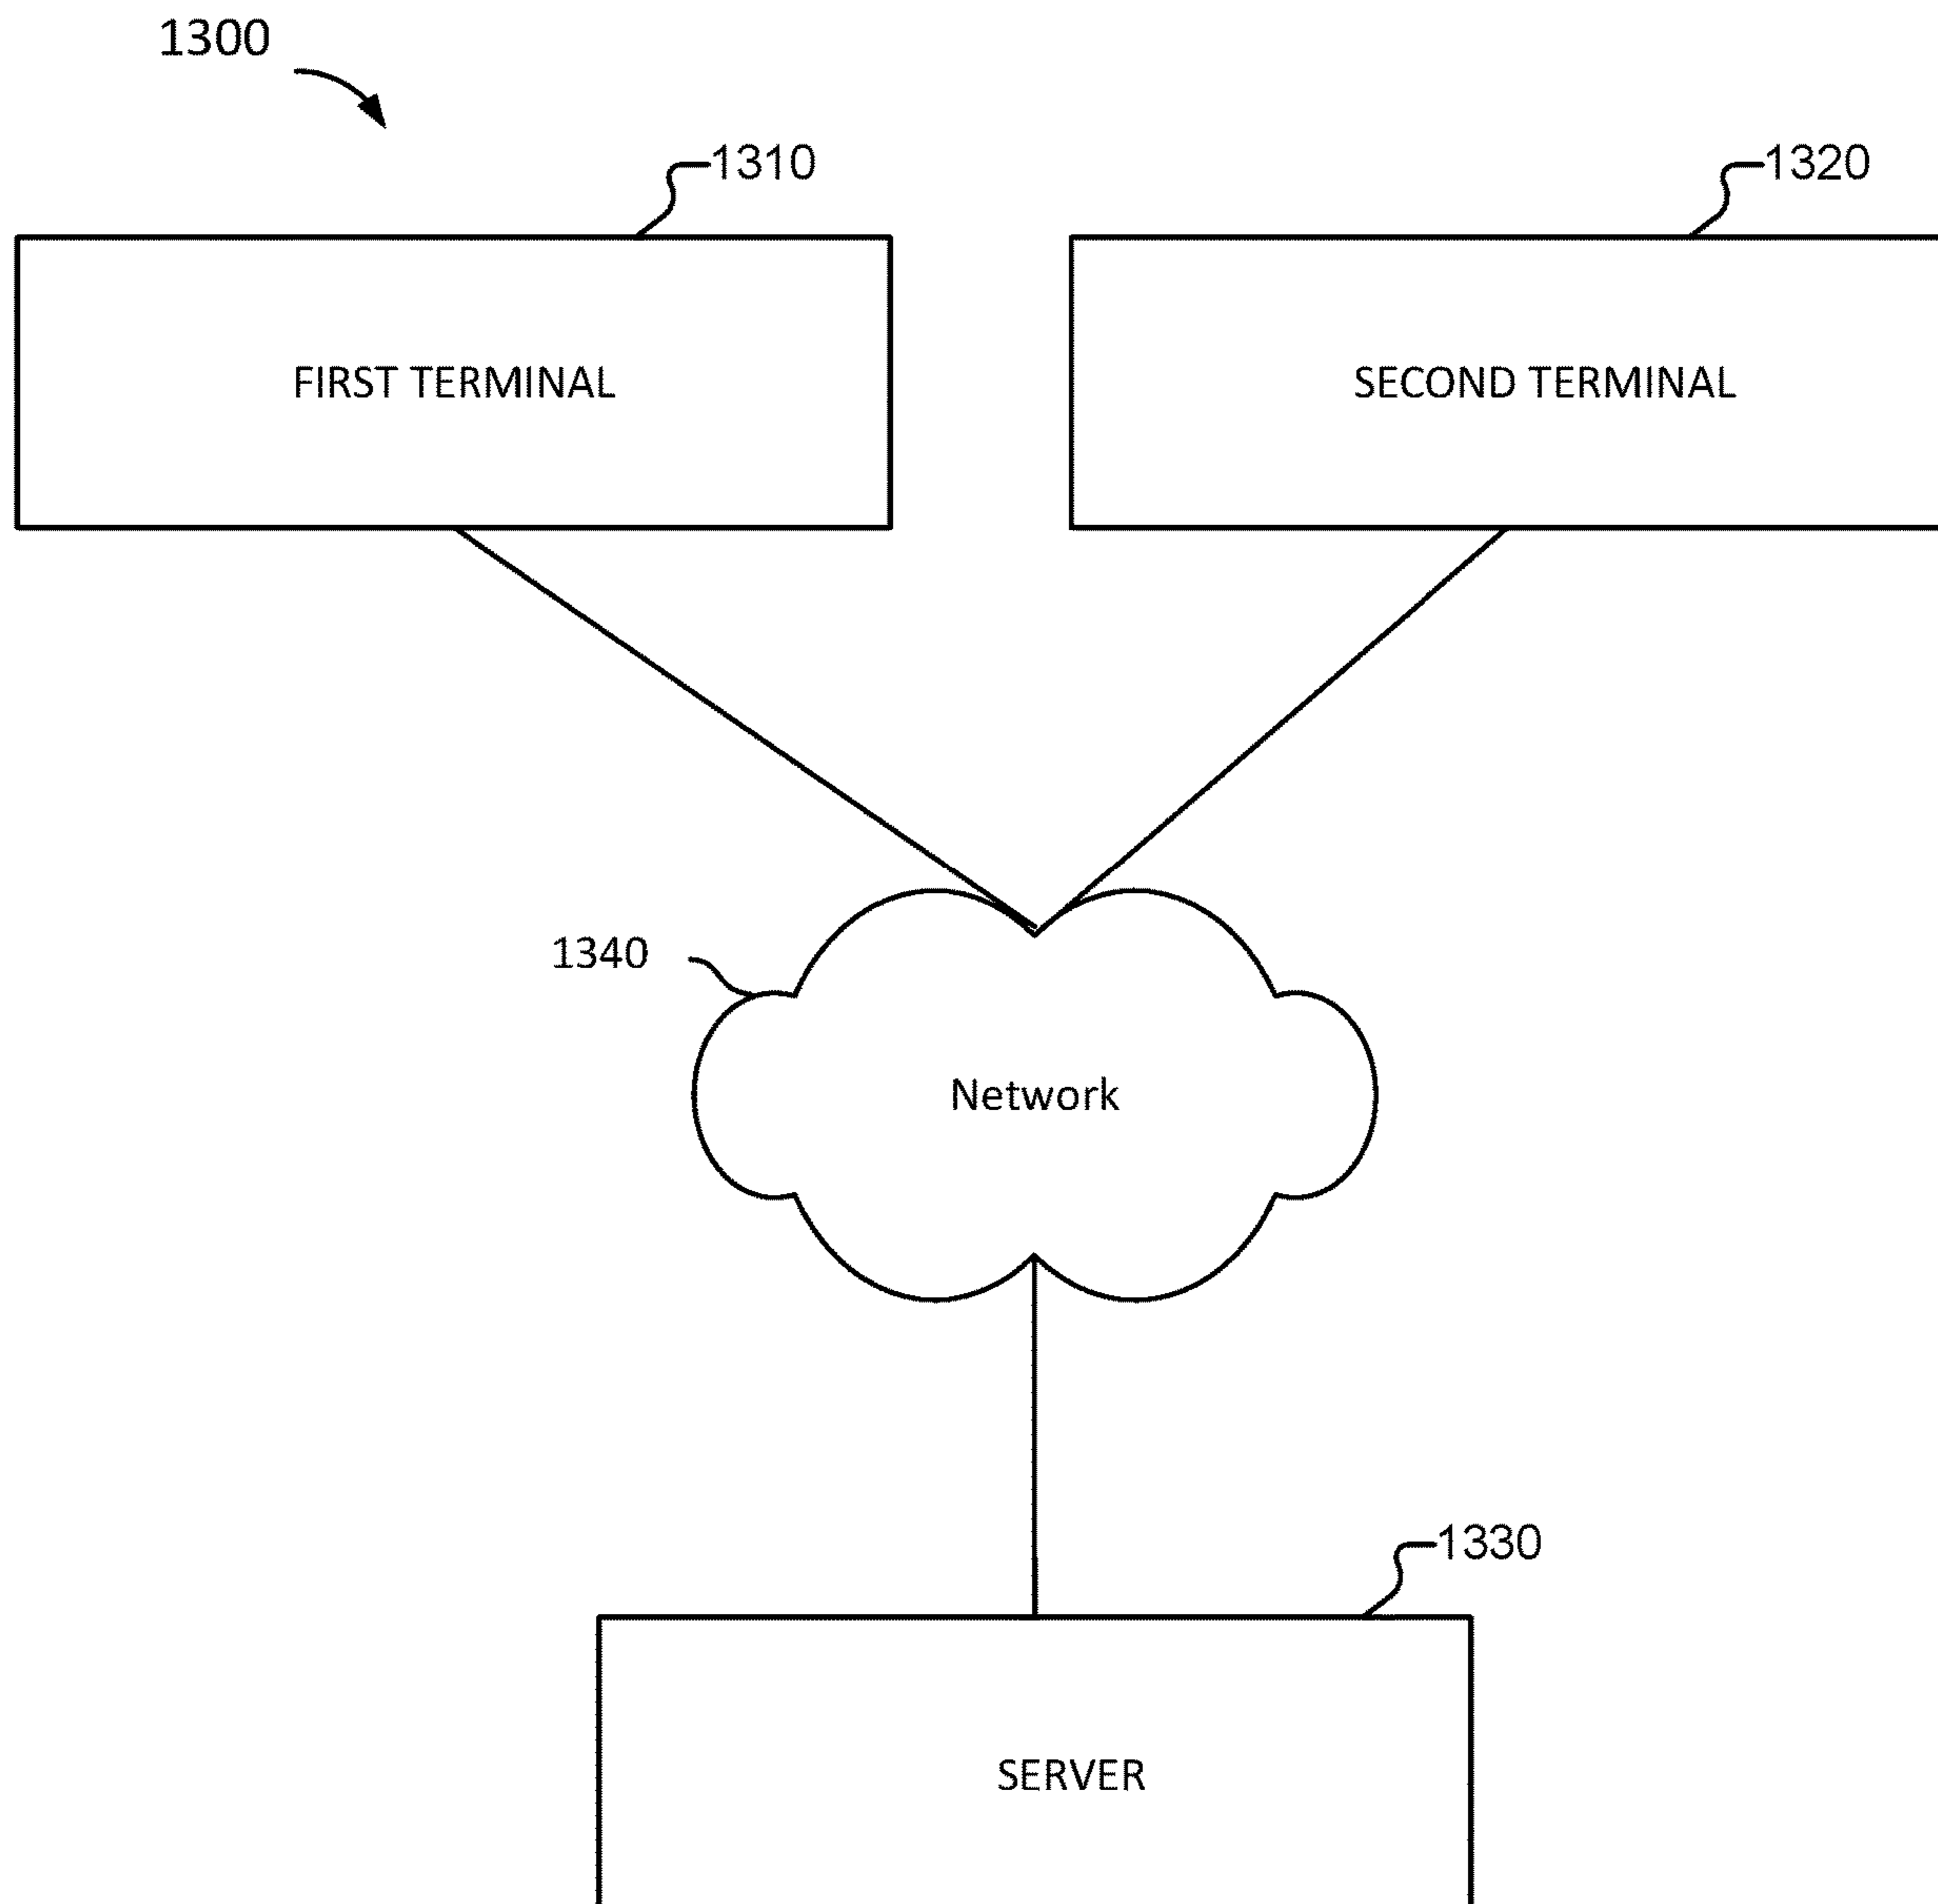 1300
1310
1320
FIRST TERMINAL
SECOND TERMINAL
1340
Network
1330
SERVER